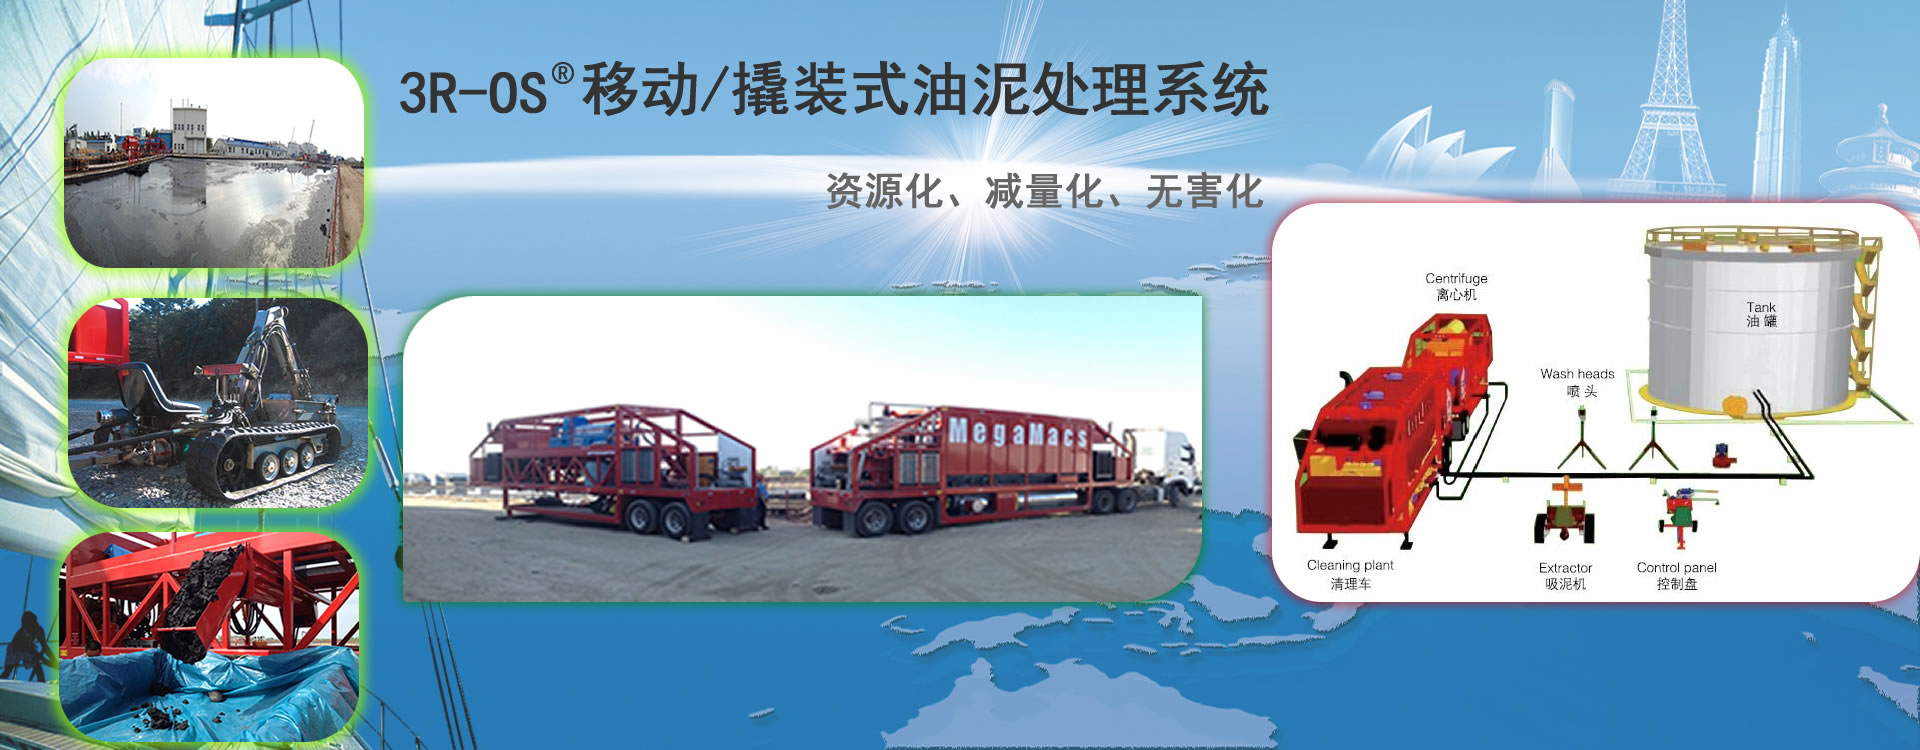 3R-OS®移动/撬装式油泥处理系统
资源化、减量化、无害化
MegaMacs
Centrifuge
离心机
Tank
油 罐
Wash heads
喷 头
Cleaning plant
清理车
Extractor
吸泥机
Control panel
控制盘